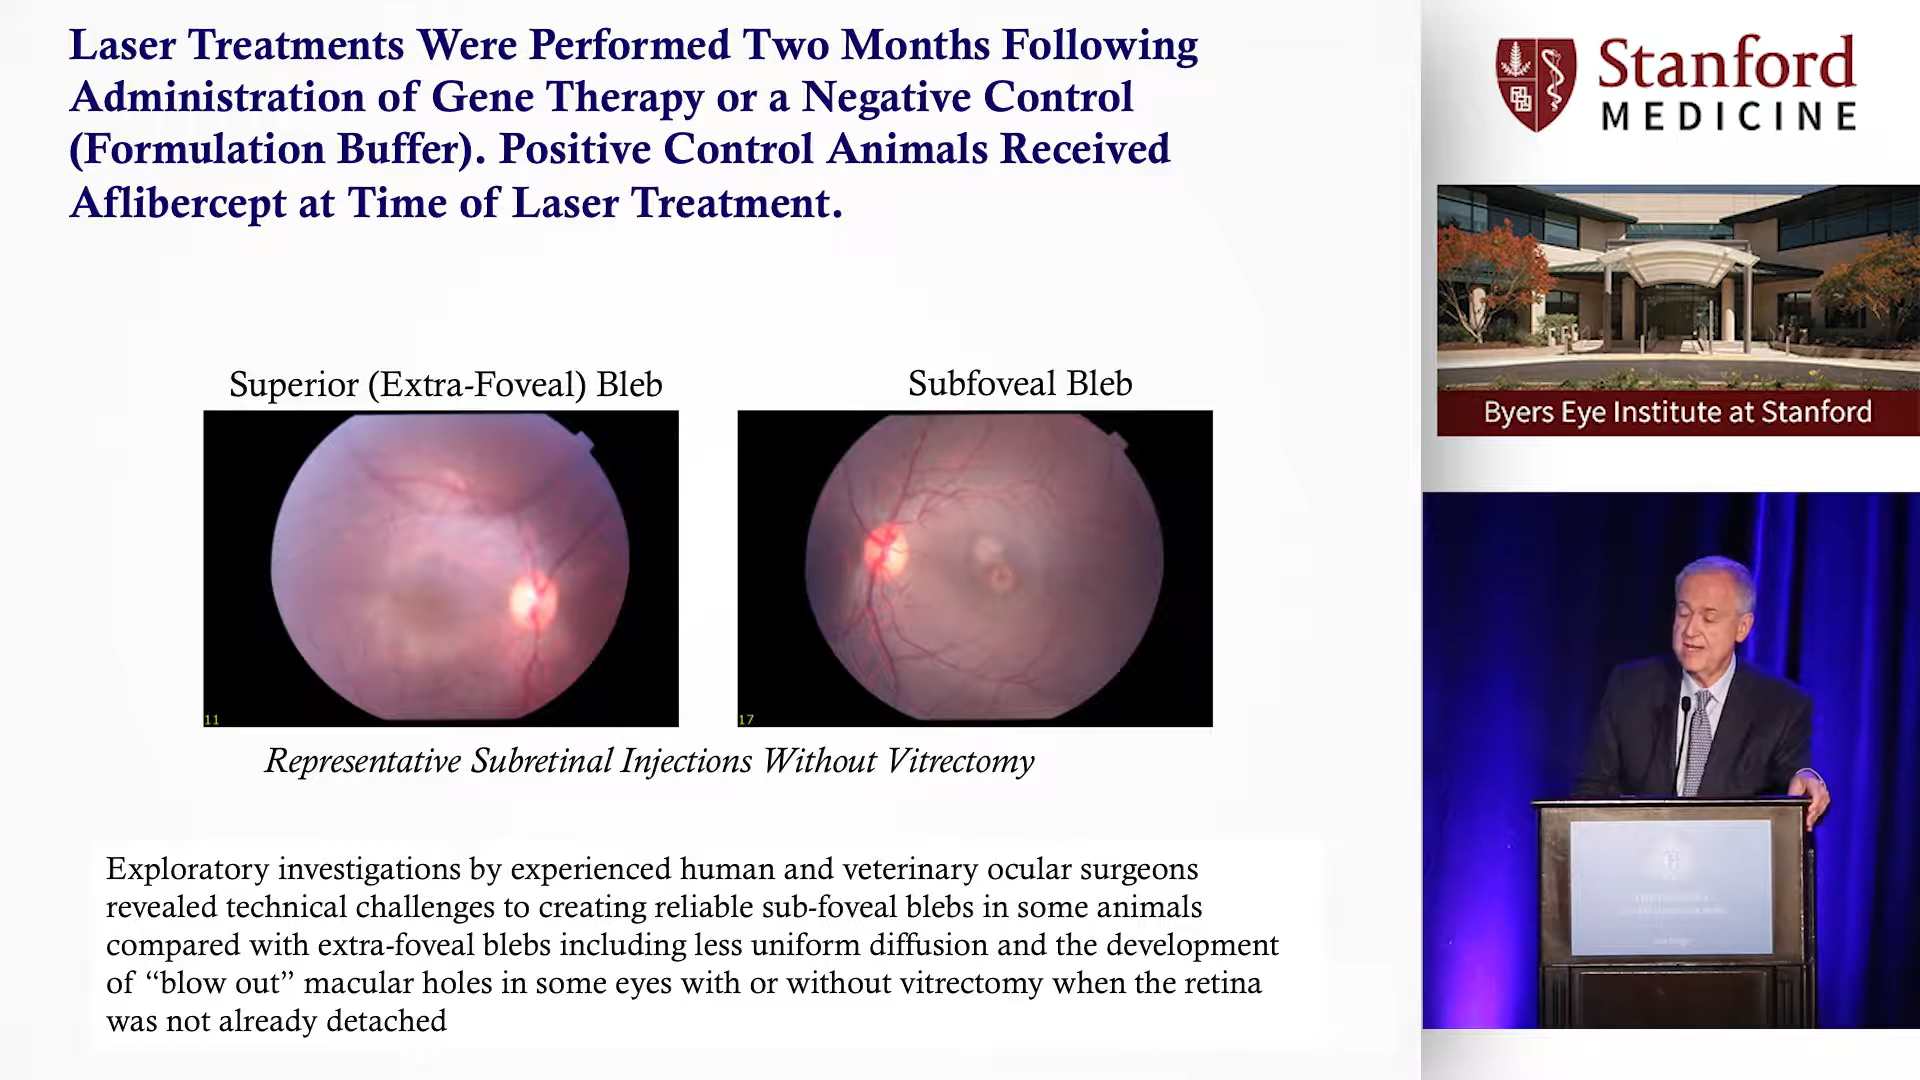 Laser Treatments Were Performed Two Months Following
Administration of Gene Therapy or a Negative Control
(Formulation Buffer). Positive Control Animals Received
Aflibercept at Time of Laser Treatment.
Superior (Extra-Foveal) Bleb
Subfoveal Bleb
11
17
Representative Subretinal Injections Without Vitrectomy
Exploratory investigations by experienced human and veterinary ocular surgeons
revealed technical challenges to creating reliable sub-foveal blebs in some animals
compared with extra-foveal blebs including less uniform diffusion and the development
of “blow out” macular holes in some eyes with or without vitrectomy when the retina
was not already detached
Stanford
MEDICINE
Byers Eye Institute at Stanford